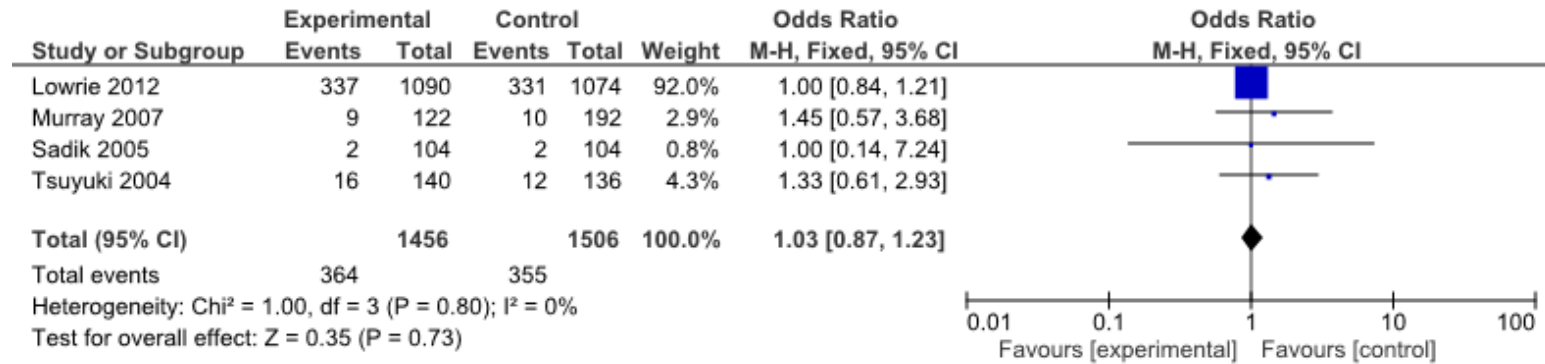 Experimental Control Odds Ratio Odds Ratio
Study or Subgroup Events Total Events Total Weight M-H, Fixed, 95% CI M-H, Fixed, 95% CI
Lowrie 2012 337 1090 331 1074 92.0% 1.00 [0.84, 1.21]
Murray 2007 9 122 10 192 2.9% 1.45 [0.57, 3.68]
Sadik 2005 2 104 2 104 0.8% 1.00 [0.14, 7.24]
Tsuyuki 2004 16 140 12 136 4.3% 1.33 [0.61, 2.93]
Total (95% CI) 1456 1506 100.0% 1.03 [0.87, 1.23]
Total events 364 355
Heterogeneity: Chi² = 1.00, df = 3 (P = 0.80); I² = 0%
Test for overall effect: Z = 0.35 (P = 0.73)
0.01 0.1 1 10 100
Favours [experimental] Favours [control]